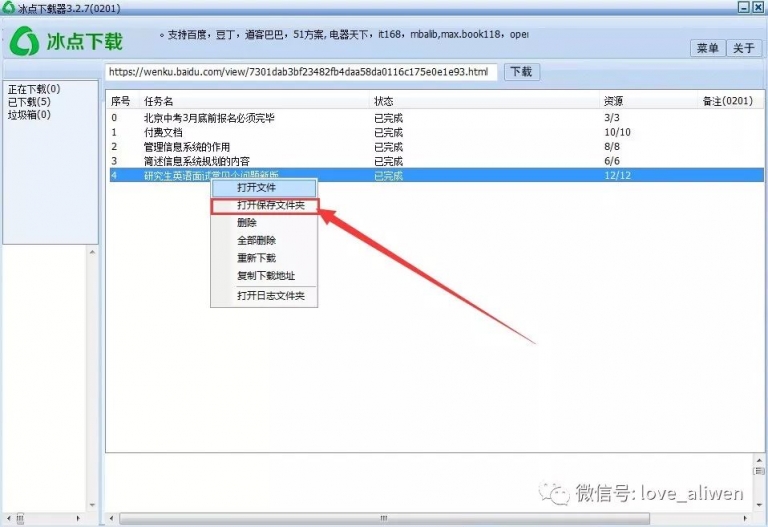 冰点下载器3.2.7(0201)
冰点下载
。支持百度，豆丁，道客巴巴，51方案,电器天下，it168，mbalib,max.book118，oper
菜单 关于
https://wenku.baidu.com/view/7301dab3bf23482fb4daa58da0116c175e0e1e93.html 下载
正在下载(0)
已下载(5)
垃圾箱(0)
序号 任务名 状态 资源 备注(0201)
0 北京中考3月底前报名必须完毕 已完成 3/3
1 付费文档 已完成 10/10
2 管理信息系统的作用 已完成 8/8
3 简述信息系统规划的内容 已完成 6/6
4 研究生英语面试常见个问题新版 已完成 12/12
打开文件
打开保存文件夹
删除
全部删除
重新下载
复制下载地址
打开日志文件夹
微信号: love_aliwen